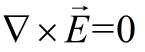 ∇ × E⃗=0